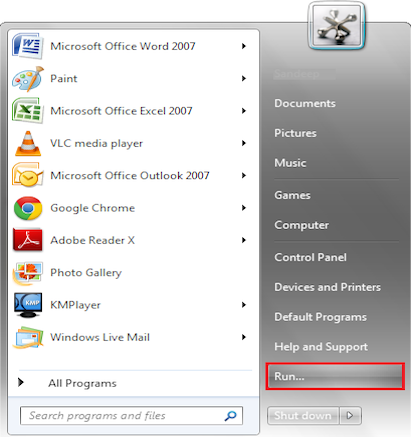 Microsoft Office Word 2007
Paint
Microsoft Office Excel 2007
VLC media player
Microsoft Office Outlook 2007
Google Chrome
Adobe Reader X
Photo Gallery
KMP
KMPlayer
Windows Live Mail
All Programs
Search programs and files
Documents
Pictures
Music
Games
Computer
Control Panel
Devices and Printers
Default Programs
Help and Support
Run...
Shut down